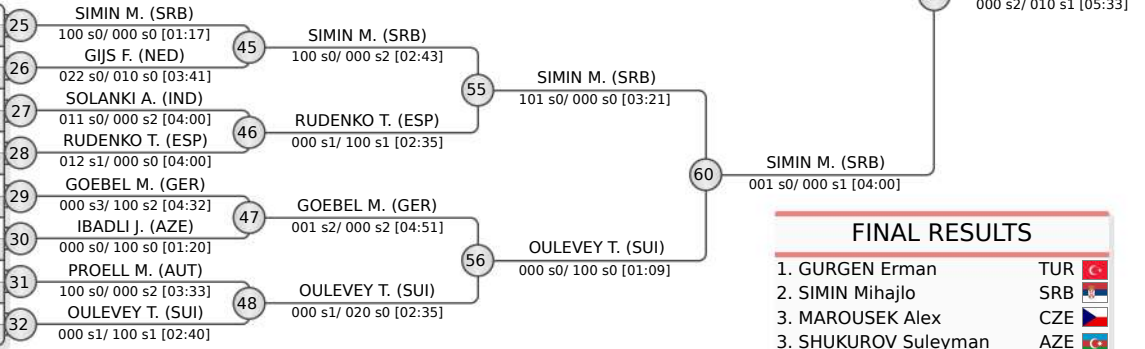 000 s2/ 010 s1 [05:33]
25
SIMIN M. (SRB)
100 s0/ 000 s0 [01:17]
45
SIMIN M. (SRB)
100 s0/ 000 s2 [02:43]
26
GIJS F. (NED)
022 s0/ 010 s0 [03:41]
55
SIMIN M. (SRB)
101 s0/ 000 s0 [03:21]
27
SOLANKI A. (IND)
011 s0/ 000 s2 [04:00]
46
RUDENKO T. (ESP)
000 s1/ 100 s1 [02:35]
28
RUDENKO T. (ESP)
012 s1/ 000 s0 [04:00]
60
SIMIN M. (SRB)
001 s0/ 000 s1 [04:00]
29
GOEBEL M. (GER)
000 s3/ 100 s2 [04:32]
47
GOEBEL M. (GER)
001 s2/ 000 s2 [04:51]
30
IBADLI J. (AZE)
000 s0/ 100 s0 [01:20]
56
OULEVEY T. (SUI)
000 s0/ 100 s0 [01:09]
31
PROELL M. (AUT)
100 s0/ 000 s2 [03:33]
48
OULEVEY T. (SUI)
000 s1/ 020 s0 [02:35]
32
OULEVEY T. (SUI)
000 s1/ 100 s1 [02:40]
FINAL RESULTS
1. GURGEN Erman TUR
2. SIMIN Mihajlo SRB
3. MAROUSEK Alex CZE
3. SHUKUROV Suleyman AZE